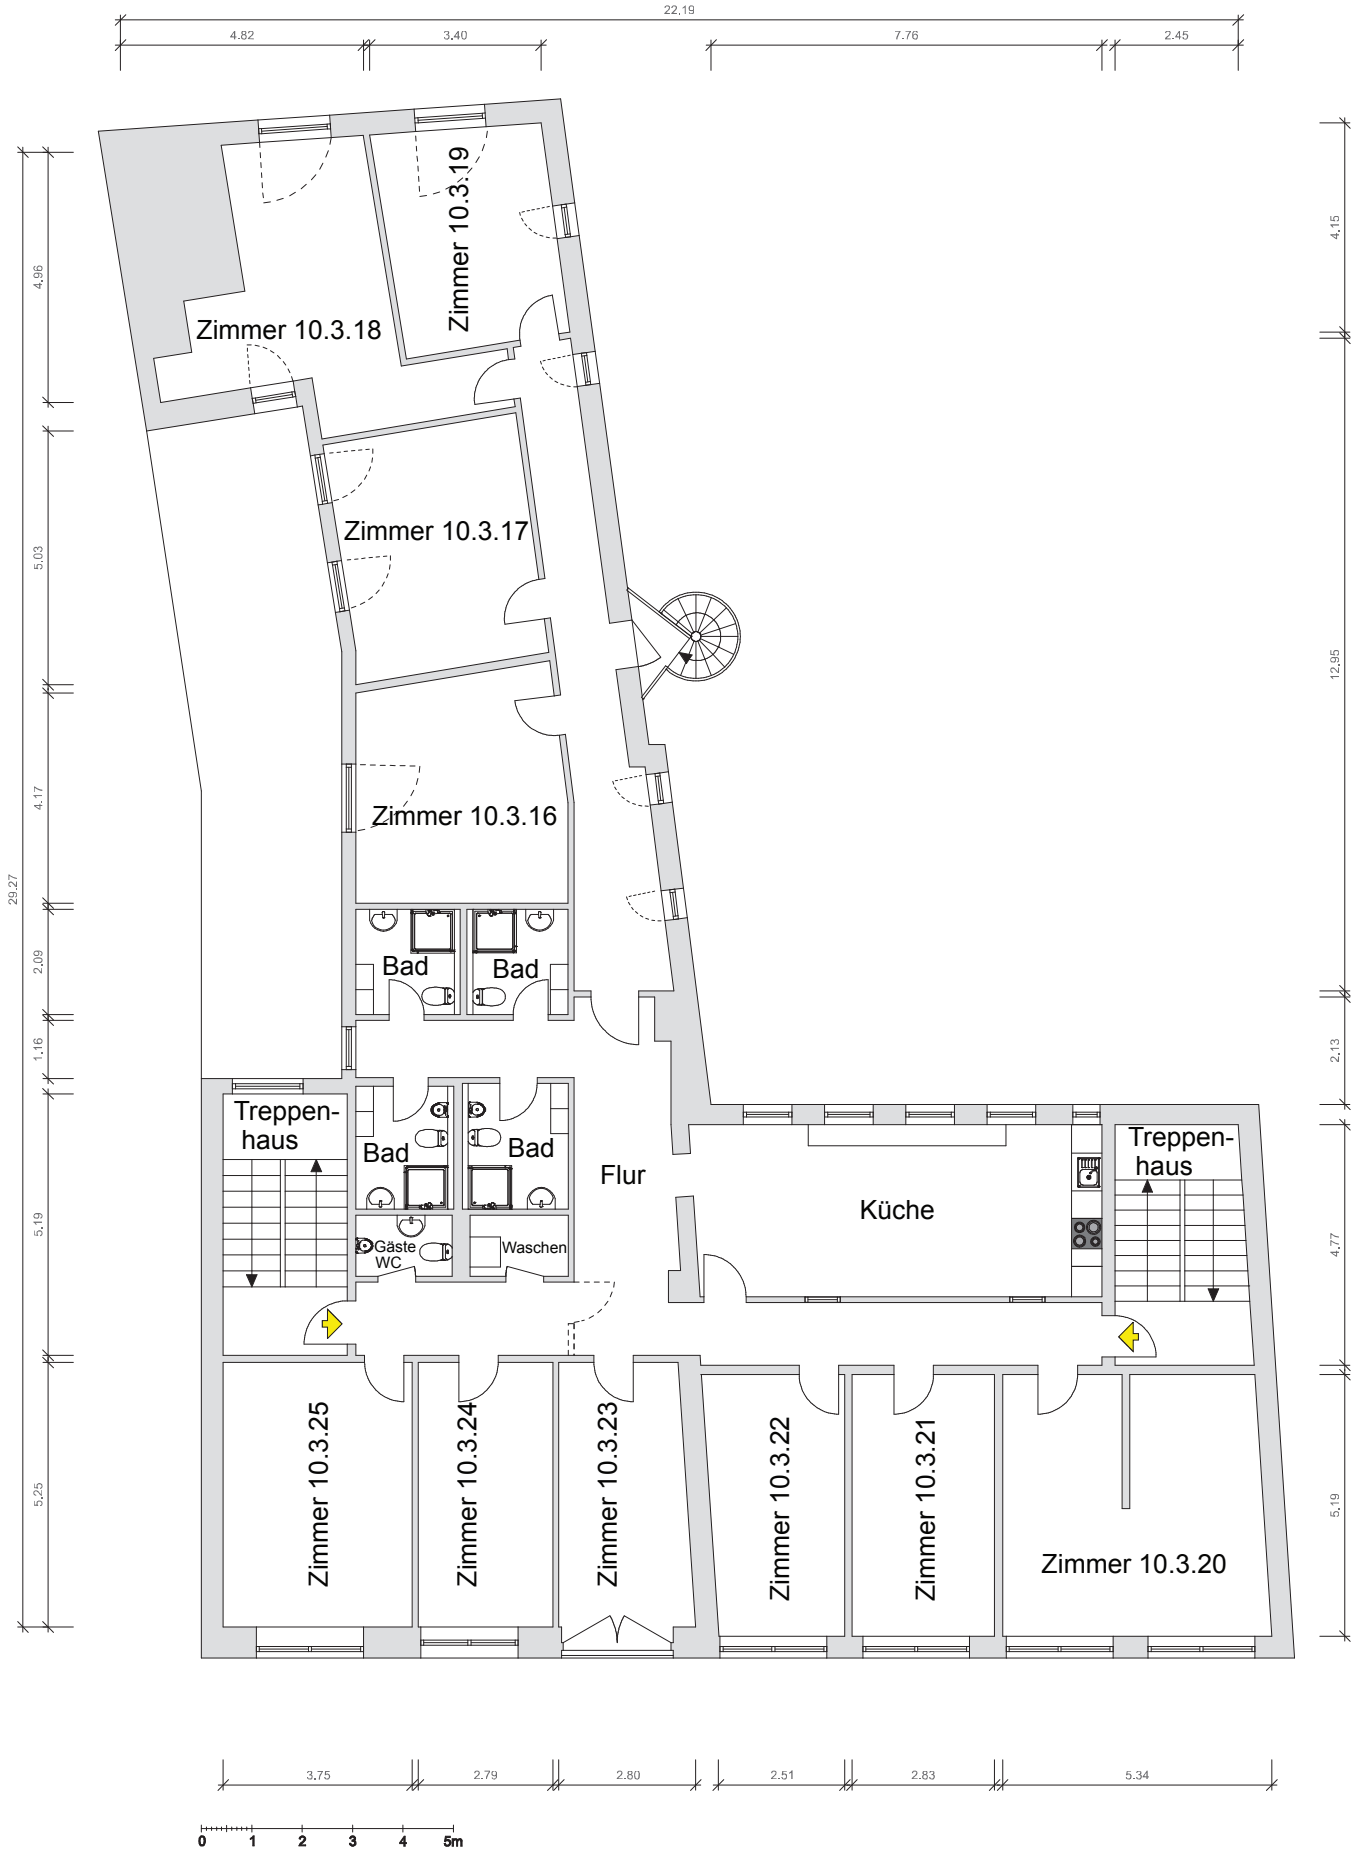 22.19
4.82
3.40
7.76
2.45
4.15
Zimmer 10.3.19
4.96
Zimmer 10.3.18
5.03
Zimmer 10.3.17
12.95
4.17
Zimmer 10.3.16
29.27
2.09
Bad
Bad
1.16
2.13
Treppen-
haus
Bad
Bad
Flur
Küche
Treppen-
haus
5.19
Gäste
WC
Waschen
4.77
Zimmer 10.3.25
Zimmer 10.3.24
Zimmer 10.3.23
Zimmer 10.3.22
Zimmer 10.3.21
Zimmer 10.3.20
5.25
5.19
3.75
2.79
2.80
2.51
2.83
5.34
0 1 2 3 4 5m